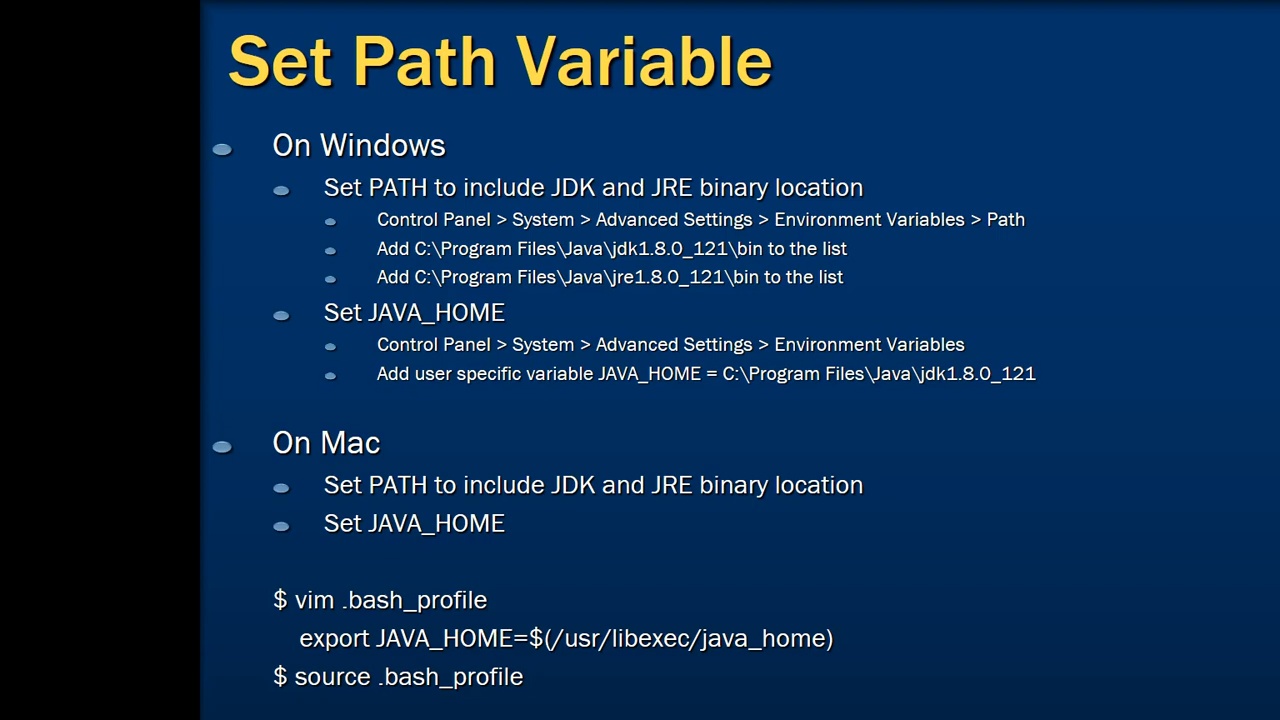 Set Path Variable
On Windows
Set PATH to include JDK and JRE binary location
Control Panel > System > Advanced Settings > Environment Variables > Path
Add C:\Program Files\Java\jdk1.8.0_121\bin to the list
Add C:\Program Files\Java\jre1.8.0_121\bin to the list
Set JAVA_HOME
Control Panel > System > Advanced Settings > Environment Variables
Add user specific variable JAVA_HOME = C:\Program Files\Java\jdk1.8.0_121
On Mac
Set PATH to include JDK and JRE binary location
Set JAVA_HOME
$ vim .bash_profile
export JAVA_HOME=$(/usr/libexec/java_home)
$ source .bash_profile